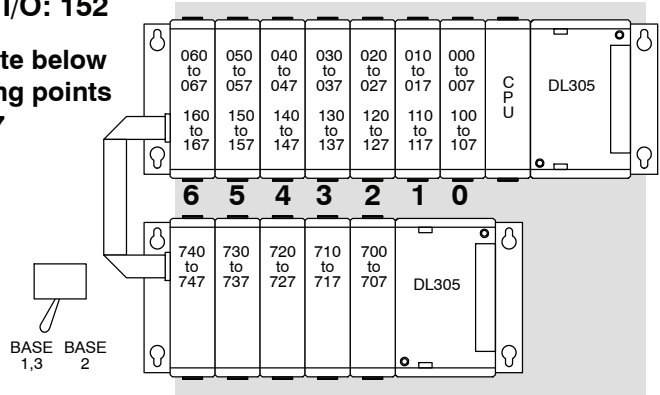 I/O: 152
te below
ng points
060 to 067 050 to 057 040 to 047 030 to 037 020 to 027 010 to 017 000 to 007
160 to 167 150 to 157 140 to 147 130 to 137 120 to 127 110 to 117 100 to 107
CPU
DL305
6 5 4 3 2 1 0
740 to 747 730 to 737 720 to 727 710 to 717 700 to 707
DL305
BASE 1,3 BASE 2